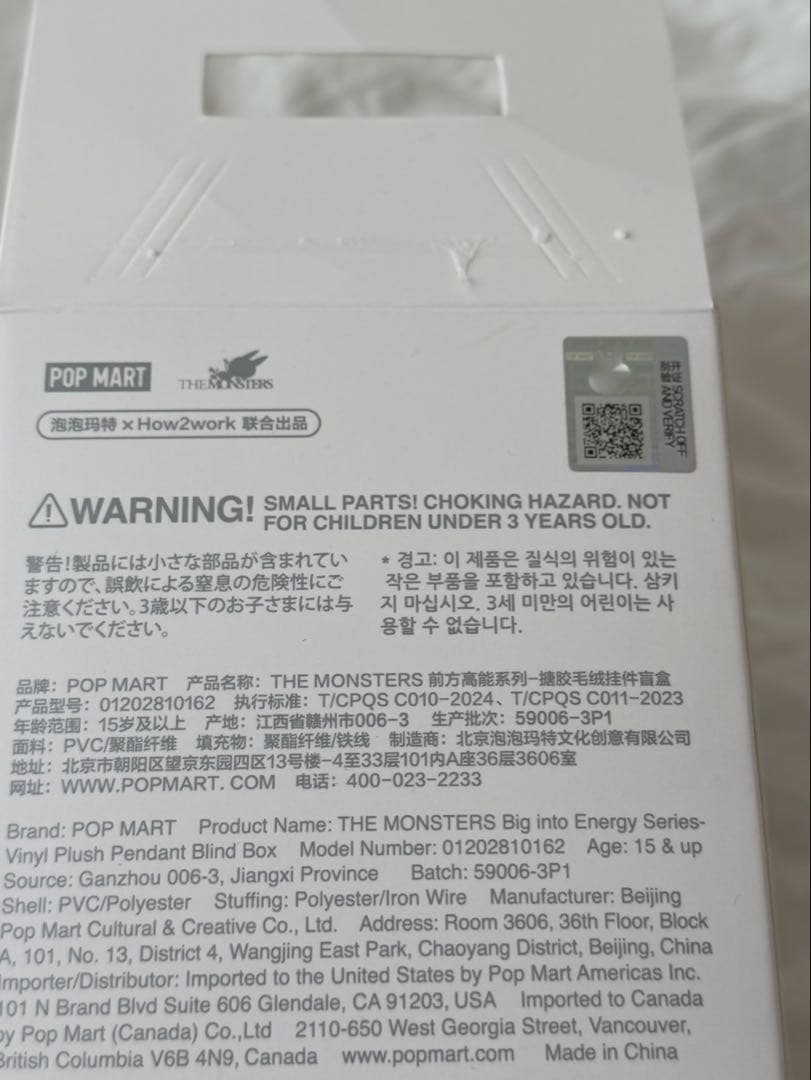 POP MART THE MONSTERS
泡泡玛特 × How2work 联合出品
SCRATCH OFF
AND VERIFY
WARNING! SMALL PARTS! CHOKING HAZARD. NOT
FOR CHILDREN UNDER 3 YEARS OLD.
警告!製品には小さな部品が含まれてい
ますので、誤飲による窒息の危険性にご
注意ください。3歳以下のお子さまには与
えないでください。
* 경고: 이 제품은 질식의 위험이 있는
작은 부품을 포함하고 있습니다. 삼키
지 마십시오. 3세 미만의 어린이는 사
용할 수 없습니다.
品牌: POP MART 产品名称: THE MONSTERS 前方高能系列-搪胶毛绒挂件盲盒
产品型号: 01202810162 执行标准: T/CPQS C010-2024、T/CPQS C011-2023
年龄范围: 15岁及以上 产地: 江西省赣州市006-3 生产批次: 59006-3P1
面料: PVC/聚酯纤维 填充物: 聚酯纤维/铁线 制造商: 北京泡泡玛特文化创意有限公司
地址: 北京市朝阳区望京东园四区13号楼-4至33层101内A座36层3606室
网址: WWW.POPMART.COM 电话: 400-023-2233
Brand: POP MART Product Name: THE MONSTERS Big into Energy Series-
Vinyl Plush Pendant Blind Box Model Number: 01202810162 Age: 15 & up
Source: Ganzhou 006-3, Jiangxi Province Batch: 59006-3P1
Shell: PVC/Polyester Stuffing: Polyester/Iron Wire Manufacturer: Beijing
Pop Mart Cultural & Creative Co., Ltd. Address: Room 3606, 36th Floor, Block
A, 101, No. 13, District 4, Wangjing East Park, Chaoyang District, Beijing, China
Importer/Distributor: Imported to the United States by Pop Mart Americas Inc.
101 N Brand Blvd Suite 606 Glendale, CA 91203, USA Imported to Canada
by Pop Mart (Canada) Co.,Ltd 2110-650 West Georgia Street, Vancouver,
British Columbia V6B 4N9, Canada www.popmart.com Made in China